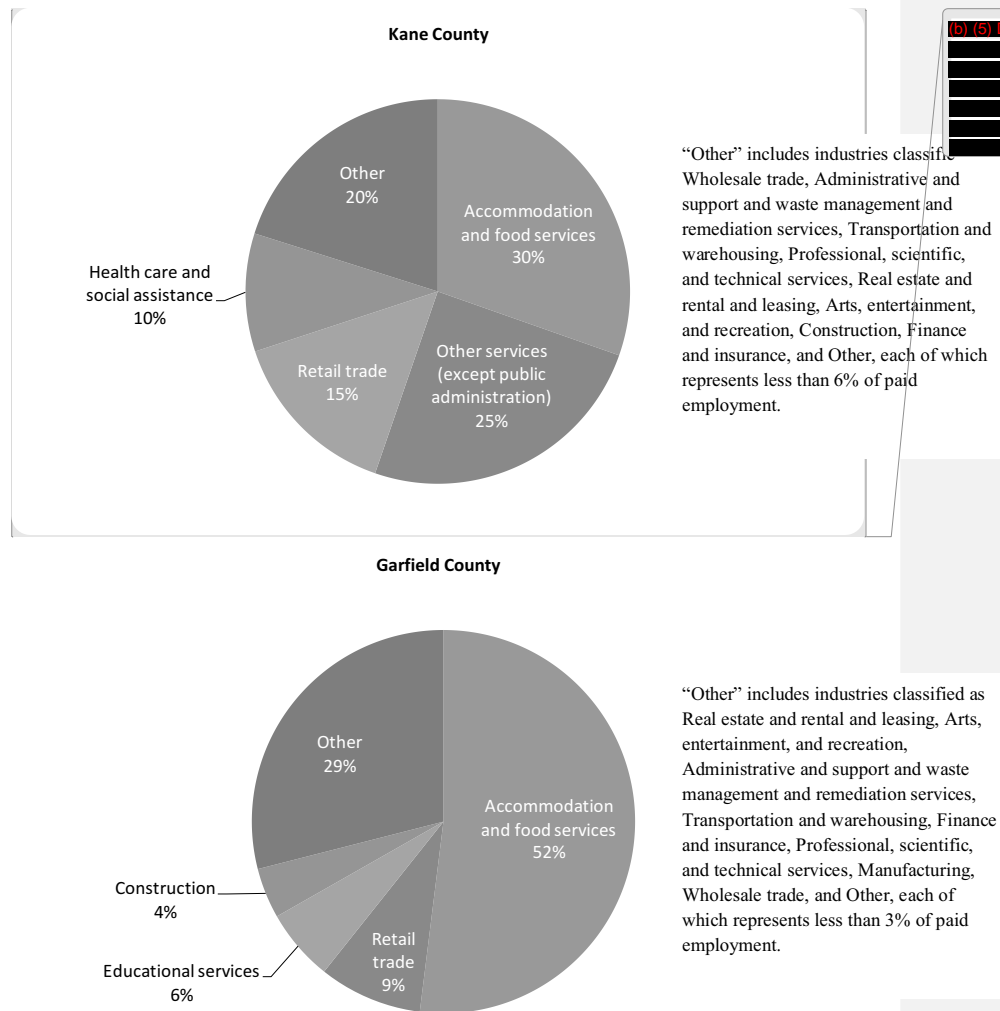 Kane County
(b) (5)
Other
20%
Accommodation
and food services
30%
Health care and
social assistance
10%
Retail trade
15%
Other services
(except public
administration)
25%
“Other” includes industries
Wholesale trade, Administrative and
support and waste management and
remediation services, Transportation and
warehousing, Professional, scientific,
and technical services, Real estate and
rental and leasing, Arts, entertainment,
and recreation, Construction, Finance
and insurance, and Other, each of which
represents less than 6% of paid
employment.
Garfield County
Other
29%
Accommodation
and food services
52%
Construction
4%
Educational services
6%
Retail
trade
9%
“Other” includes industries classified as
Real estate and rental and leasing, Arts,
entertainment, and recreation,
Administrative and support and waste
management and remediation services,
Transportation and warehousing, Finance
and insurance, Professional, scientific,
and technical services, Manufacturing,
Wholesale trade, and Other, each of
which represents less than 3% of paid
employment.